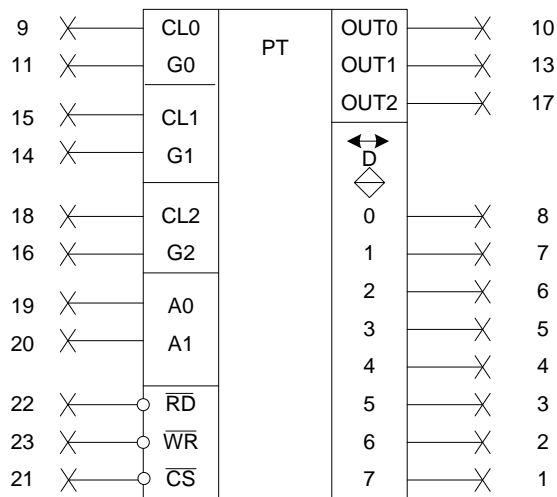 9 CL0 PT OUT0 10
11 G0 OUT1 13
OUT2 17
15 CL1
14 G1 D
18 CL2 0 8
16 G2 1 7
2 6
19 A0
3 5
20 A1
4 4
22 RD 5 3
23 WR 6 2
21 CS 7 1